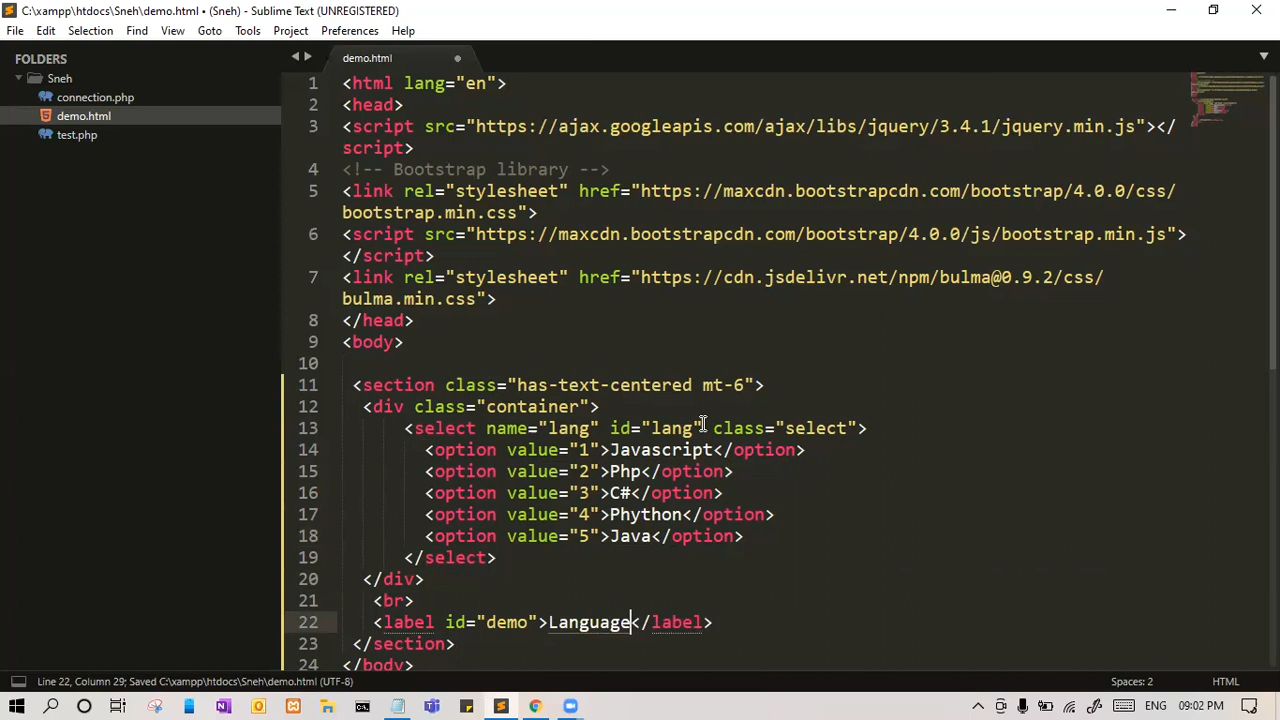 C:\xampp\htdocs\Sneh\demo.html • (Sneh) - Sublime Text (UNREGISTERED)
File Edit Selection Find View Goto Tools Project Preferences Help
FOLDERS
Sneh
connection.php
demo.html
test.php
demo.html
1 <html lang="en">
2 <head>
3 <script src="https://ajax.googleapis.com/ajax/libs/jquery/3.4.1/jquery.min.js"></
script>
4 <!-- Bootstrap library -->
5 <link rel="stylesheet" href="https://maxcdn.bootstrapcdn.com/bootstrap/4.0.0/css/
bootstrap.min.css">
6 <script src="https://maxcdn.bootstrapcdn.com/bootstrap/4.0.0/js/bootstrap.min.js">
</script>
7 <link rel="stylesheet" href="https://cdn.jsdelivr.net/npm/bulma@0.9.2/css/
bulma.min.css">
8 </head>
9 <body>
10
11 <section class="has-text-centered mt-6">
12 <div class="container">
13 <select name="lang" id="lang" class="select">
14 <option value="1">Javascript</option>
15 <option value="2">Php</option>
16 <option value="3">C#</option>
17 <option value="4">Phython</option>
18 <option value="5">Java</option>
19 </select>
20 </div>
21 <br>
22 <label id="demo">Language</label>
23 </section>
24 </body>
Line 22, Column 29; Saved C:\xampp\htdocs\Sneh\demo.html (UTF-8) Spaces: 2 HTML
ENG 09:02 PM